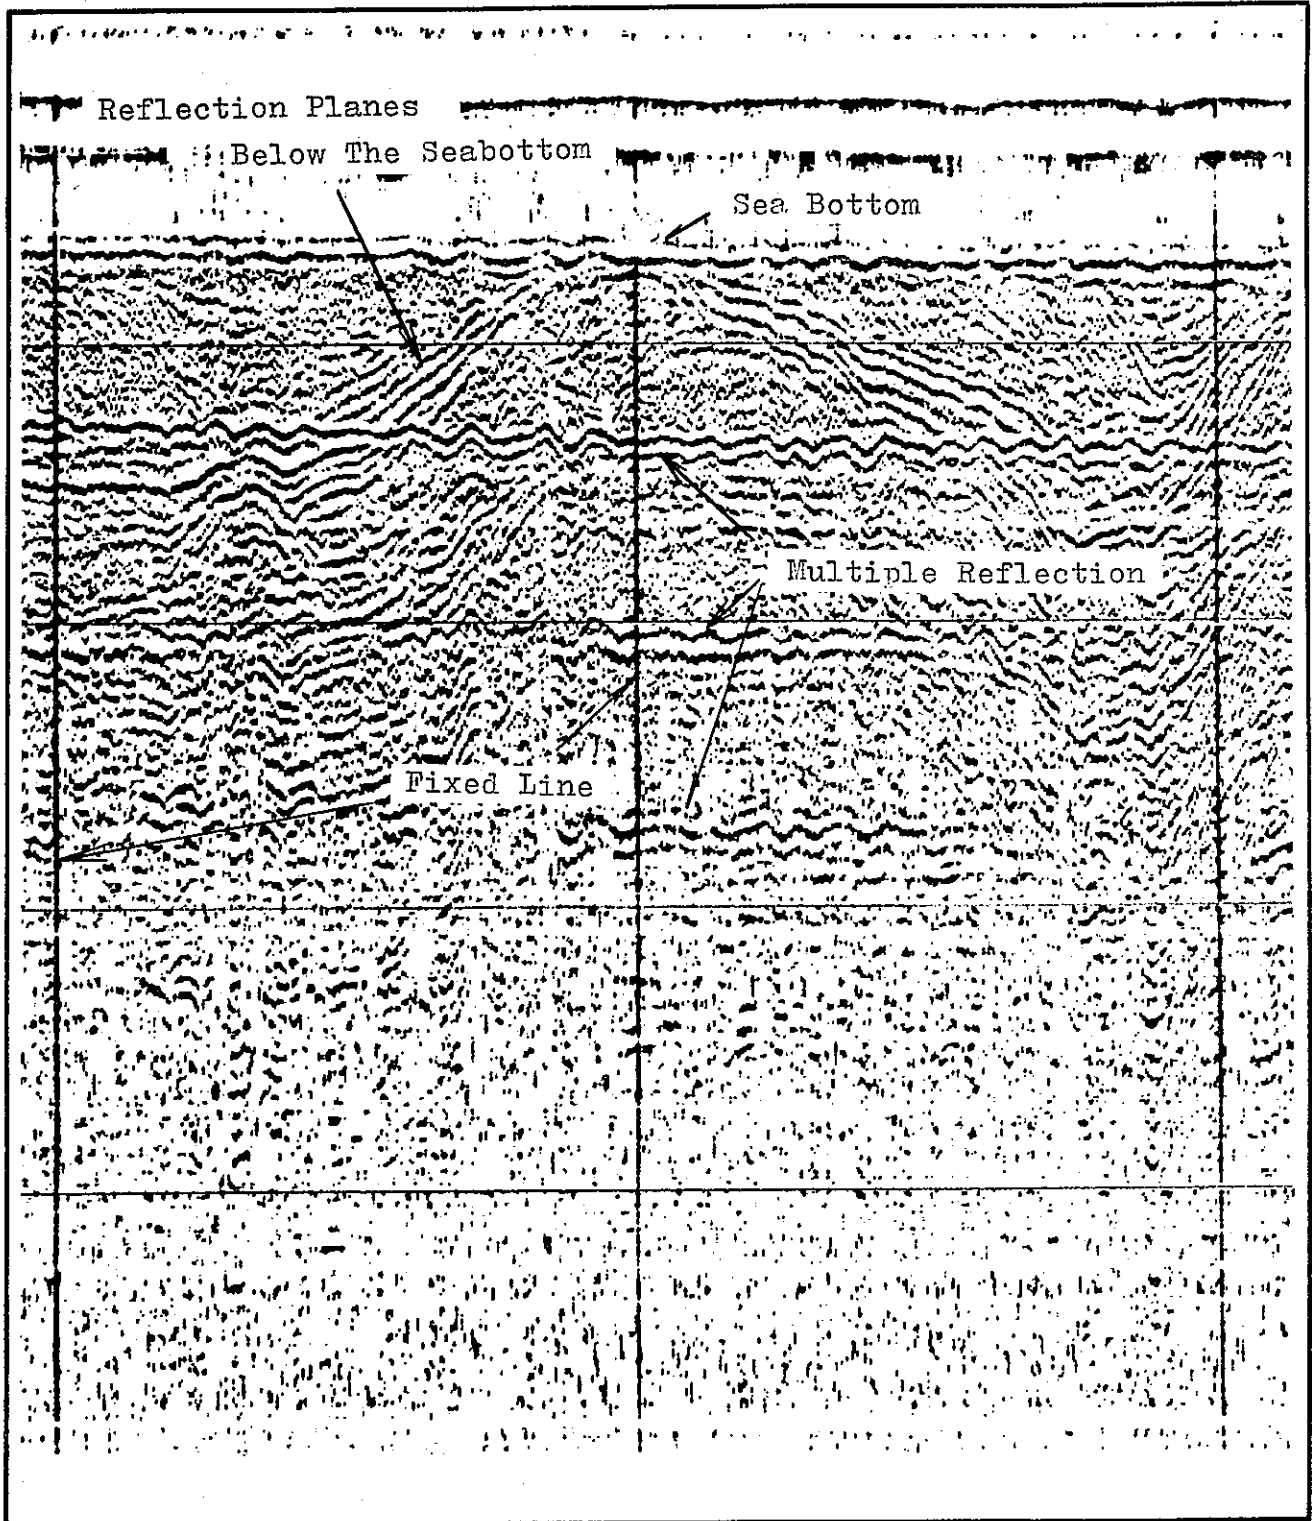 Reflection Planes
Below The Seabottom
Sea Bottom
Multiple Reflection
Fixed Line